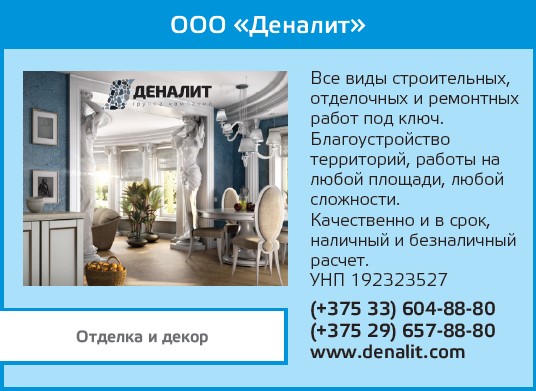 ООО «Деналит»
ДЕНАЛИТ
группа компаний
Все виды строительных,
отделочных и ремонтных
работ под ключ.
Благоустройство
территорий, работы на
любой площади, любой
сложности.
Качественно и в срок,
наличный и безналичный
расчет.
УНП 192323527
(+375 33) 604-88-80
(+375 29) 657-88-80
www.denalit.com
Отделка и декор